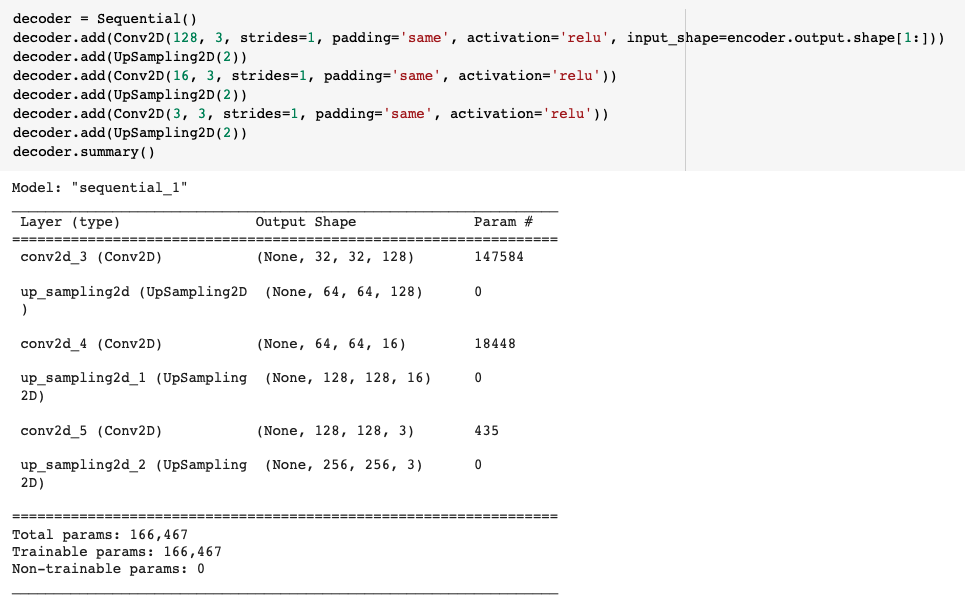 decoder = Sequential()
decoder.add(Conv2D(128, 3, strides=1, padding='same', activation='relu', input_shape=encoder.output.shape[1:]))
decoder.add(UpSampling2D(2))
decoder.add(Conv2D(16, 3, strides=1, padding='same', activation='relu'))
decoder.add(UpSampling2D(2))
decoder.add(Conv2D(3, 3, strides=1, padding='same', activation='relu'))
decoder.add(UpSampling2D(2))
decoder.summary()
Model: "sequential_1"
Layer (type) Output Shape Param #
=================================================================
conv2d_3 (Conv2D) (None, 32, 32, 128) 147584
up_sampling2d (UpSampling2D (None, 64, 64, 128) 0
)
conv2d_4 (Conv2D) (None, 64, 64, 16) 18448
up_sampling2d_1 (UpSampling (None, 128, 128, 16) 0
2D)
conv2d_5 (Conv2D) (None, 128, 128, 3) 435
up_sampling2d_2 (UpSampling (None, 256, 256, 3) 0
2D)
=================================================================
Total params: 166,467
Trainable params: 166,467
Non-trainable params: 0